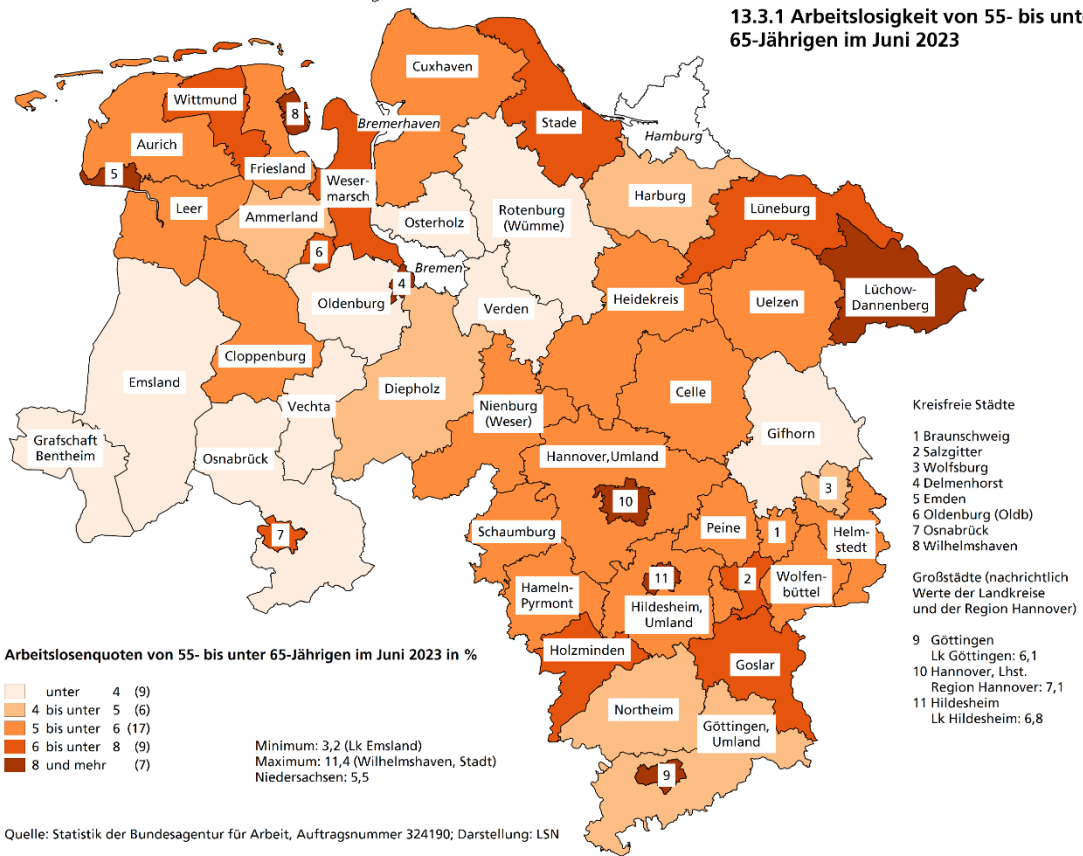 13.3.1 Arbeitslosigkeit von 55- bis unt
65-Jährigen im Juni 2023
Cuxhaven
Wittmund
8
Bremerhaven
Stade
Hamburg
Aurich
5
Friesland
Weser-
marsch
Harburg
Leer
Ammerland
Osterholz
Rotenburg
(Wümme)
Lüneburg
6
Bremen
4
Oldenburg
Verden
Heidekreis
Uelzen
Lüchow-
Dannenberg
Cloppenburg
Emsland
Diepholz
Celle
Vechta
Nienburg
(Weser)
Gifhorn
Grafschaft
Bentheim
Osnabrück
Hannover,Umland
3
10
7
Schaumburg
Peine
1
Helm-
stedt
11
2
Wolfen-
büttel
Hameln-
Pyrmont
Hildesheim,
Umland
Holzminden
Goslar
Northeim
Göttingen,
Umland
9
Kreisfreie Städte
1 Braunschweig
2 Salzgitter
3 Wolfsburg
4 Delmenhorst
5 Emden
6 Oldenburg (Oldb)
7 Osnabrück
8 Wilhelmshaven
Großstädte (nachrichtlich
Werte der Landkreise
und der Region Hannover)
9 Göttingen
Lk Göttingen: 6,1
10 Hannover, Lhst.
Region Hannover: 7,1
11 Hildesheim
Lk Hildesheim: 6,8
Arbeitslosenquoten von 55- bis unter 65-Jährigen im Juni 2023 in %
unter 4 (9)
4 bis unter 5 (6)
5 bis unter 6 (17)
6 bis unter 8 (9)
8 und mehr (7)
Minimum: 3,2 (Lk Emsland)
Maximum: 11,4 (Wilhelmshaven, Stadt)
Niedersachsen: 5,5
Quelle: Statistik der Bundesagentur für Arbeit, Auftragsnummer 324190; Darstellung: LSN